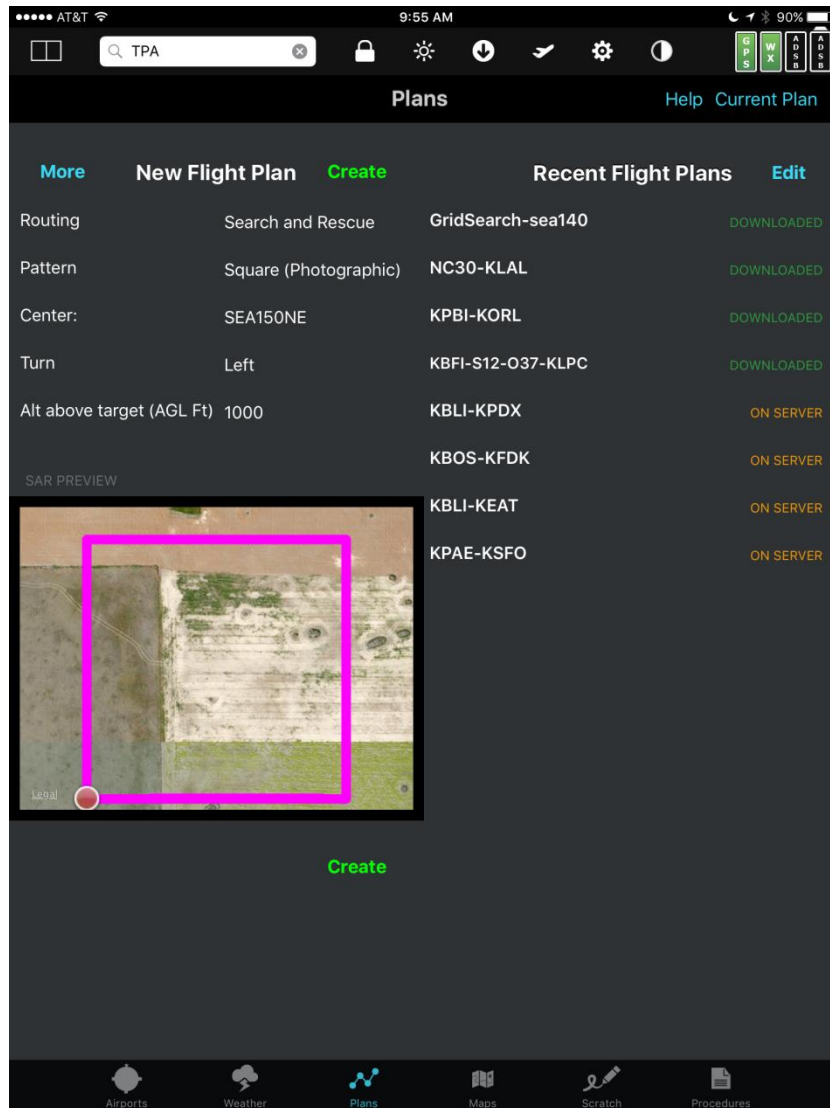 AT&T 9:55 AM 90%
TPA
GPS WX ADSB ADSB
Plans Help Current Plan
More New Flight Plan Create
Recent Flight Plans Edit
Routing Search and Rescue
Pattern Square (Photographic)
Center: SEA150NE
Turn Left
Alt above target (AGL Ft) 1000
SAR PREVIEW
Legal
Create
GridSearch-sea140 DOWNLOADED
NC30-KLAL DOWNLOADED
KPBI-KORL DOWNLOADED
KBFI-S12-O37-KLPC DOWNLOADED
KBLI-KPDX ON SERVER
KBOS-KFDK ON SERVER
KBLI-KEAT ON SERVER
KPAE-KSFO ON SERVER
Airports Weather Plans Maps Scratch Procedures